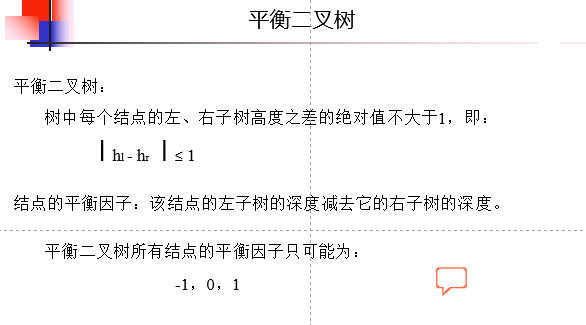 平衡二叉树
平衡二叉树：
树中每个结点的左、右子树高度之差的绝对值不大于1，即：
| hl - hr | ≤ 1
结点的平衡因子：该结点的左子树的深度减去它的右子树的深度。
平衡二叉树所有结点的平衡因子只可能为：
-1，0，1